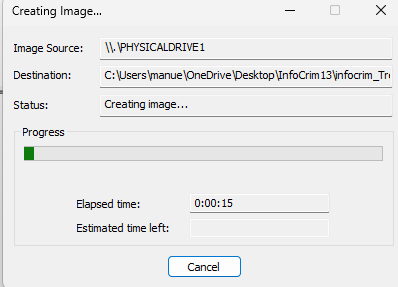 Creating Image...
Image Source: \\.\PHYSICALDRIVE1
Destination: C:\Users\manue\OneDrive\Desktop\InfoCrim13\infocrim_Tr
Status: Creating image...
Progress
Elapsed time: 0:00:15
Estimated time left:
Cancel